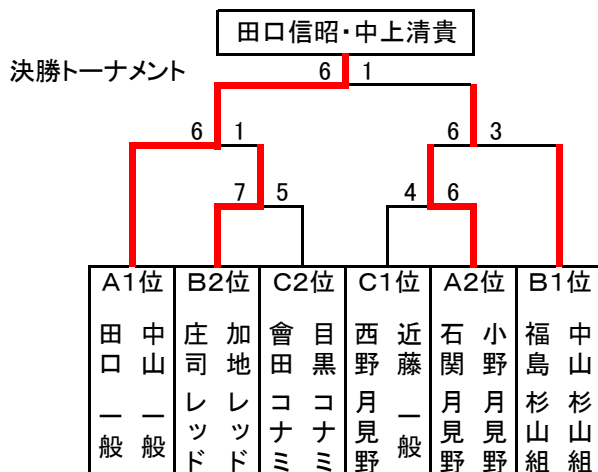 田口信昭・中上清貴
決勝トーナメント
6 1
6 1
6 3
7 5
4 6
A1位 B2位 C2位 C1位 A2位 B1位
田口 一般
中山 一般
庄司 レッド
加地 レッド
會田 コナミ
目黒 コナミ
西野 月見野
近藤 一般
石関 月見野
小野 月見野
福島 杉山組
中山 杉山組